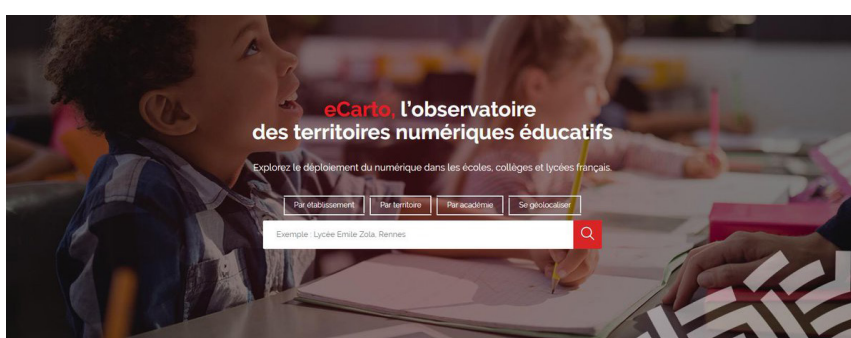 eCarto, l'observatoire
des territoires numériques éducatifs
Explorez le déploiement du numérique dans les écoles, collèges et lycées français.
Par établissement Par territoire Par académie Se géolocaliser
Exemple : Lycée Emile Zola, Rennes